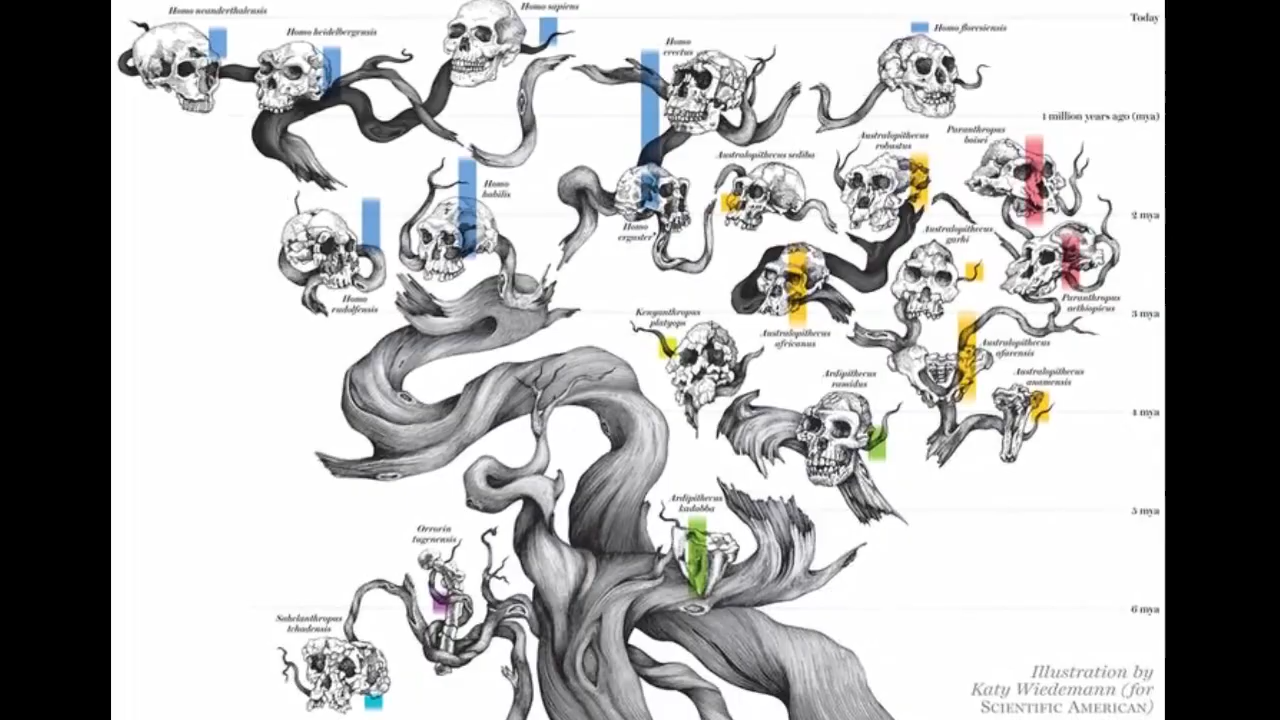 Homo sapiens
Homo neanderthalensis
Today
Homo heidelbergensis
Homo floresiensis
Homo
erectus
1 million years ago (mya)
Paranthropus
boisei
Australopithecus
robustus
Australopithecus sediba
Homo
habilis
2 mya
Homo
ergaster*
Australopithecus
garhi
Homo
rudolfensis
Paranthropus
aethiopicus
3 mya
Kenyanthropus
platyops
Australopithecus
africanus
Australopithecus
afarensis
Ardipithecus
ramidus
Australopithecus
anamensis
4 mya
Ardipithecus
kadabba
5 mya
Orrorin
tugenensis
6 mya
Sahelanthropus
tchadensis
Illustration by
Katy Wiedemann (for
SCIENTIFIC AMERICAN)